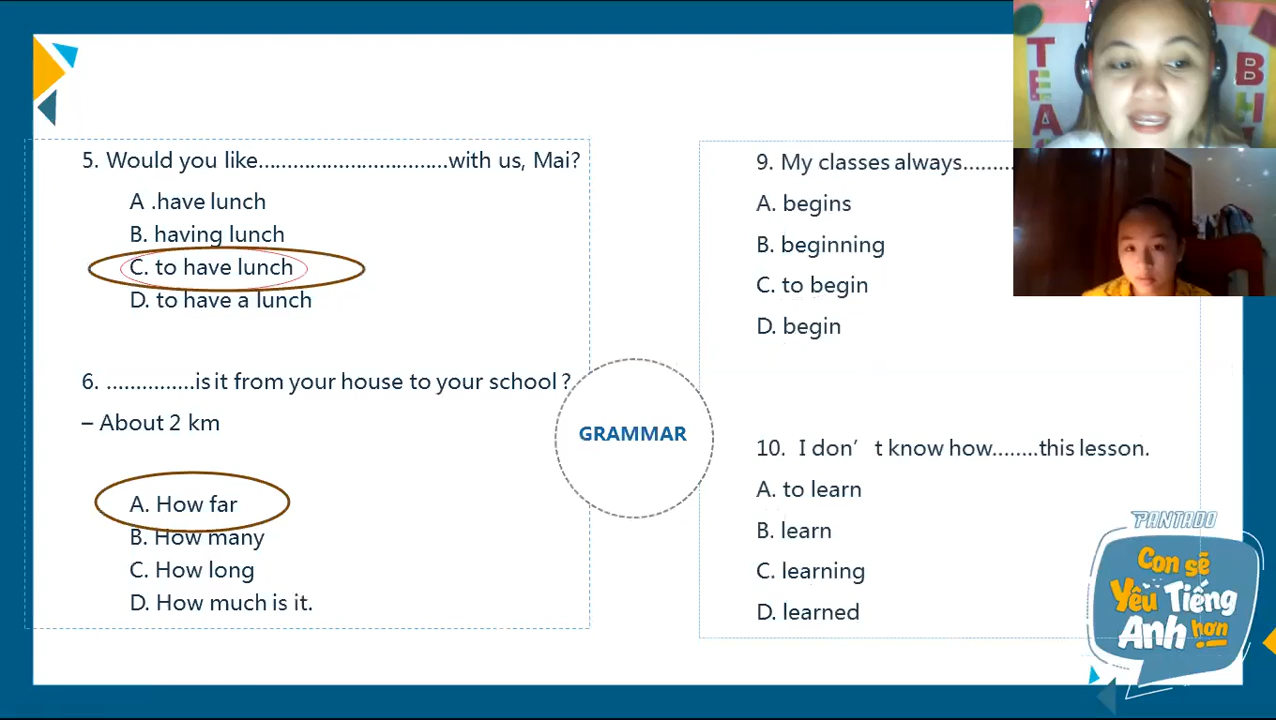 5. Would you like................................with us, Mai?
A .have lunch
B. having lunch
C. to have lunch
D. to have a lunch
6. ...............is it from your house to your school ?
– About 2 km
A. How far
B. How many
C. How long
D. How much is it.
GRAMMAR
9. My classes always.........
A. begins
B. beginning
C. to begin
D. begin
10. I don’ t know how........this lesson.
A. to learn
B. learn
C. learning
D. learned
PANTADO
Con sẽ
Yêu Tiếng
Anh hơn